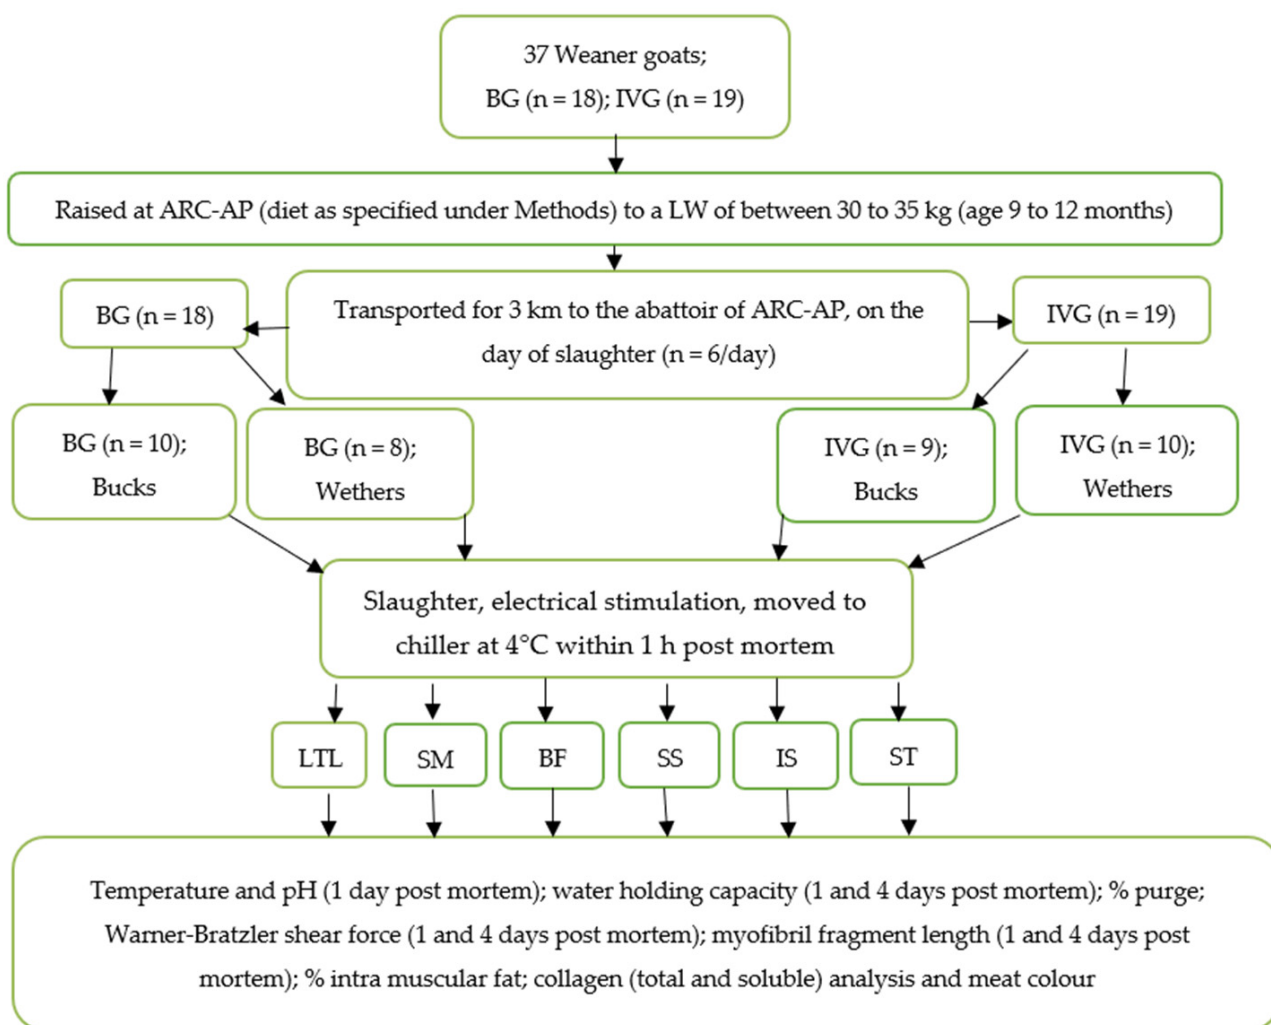 37 Weaner goats;
BG (n = 18); IVG (n = 19)
Raised at ARC-AP (diet as specified under Methods) to a LW of between 30 to 35 kg (age 9 to 12 months)
BG (n = 18)
Transported for 3 km to the abattoir of ARC-AP, on the
day of slaughter (n = 6/day)
IVG (n = 19)
BG (n = 10);
Bucks
BG (n = 8);
Wethers
IVG (n = 9);
Bucks
IVG (n = 10);
Wethers
Slaughter, electrical stimulation, moved to
chiller at 4°C within 1 h post mortem
LTL
SM
BF
SS
IS
ST
Temperature and pH (1 day post mortem); water holding capacity (1 and 4 days post mortem); % purge;
Warner-Bratzler shear force (1 and 4 days post mortem); myofibril fragment length (1 and 4 days post
mortem); % intra muscular fat; collagen (total and soluble) analysis and meat colour